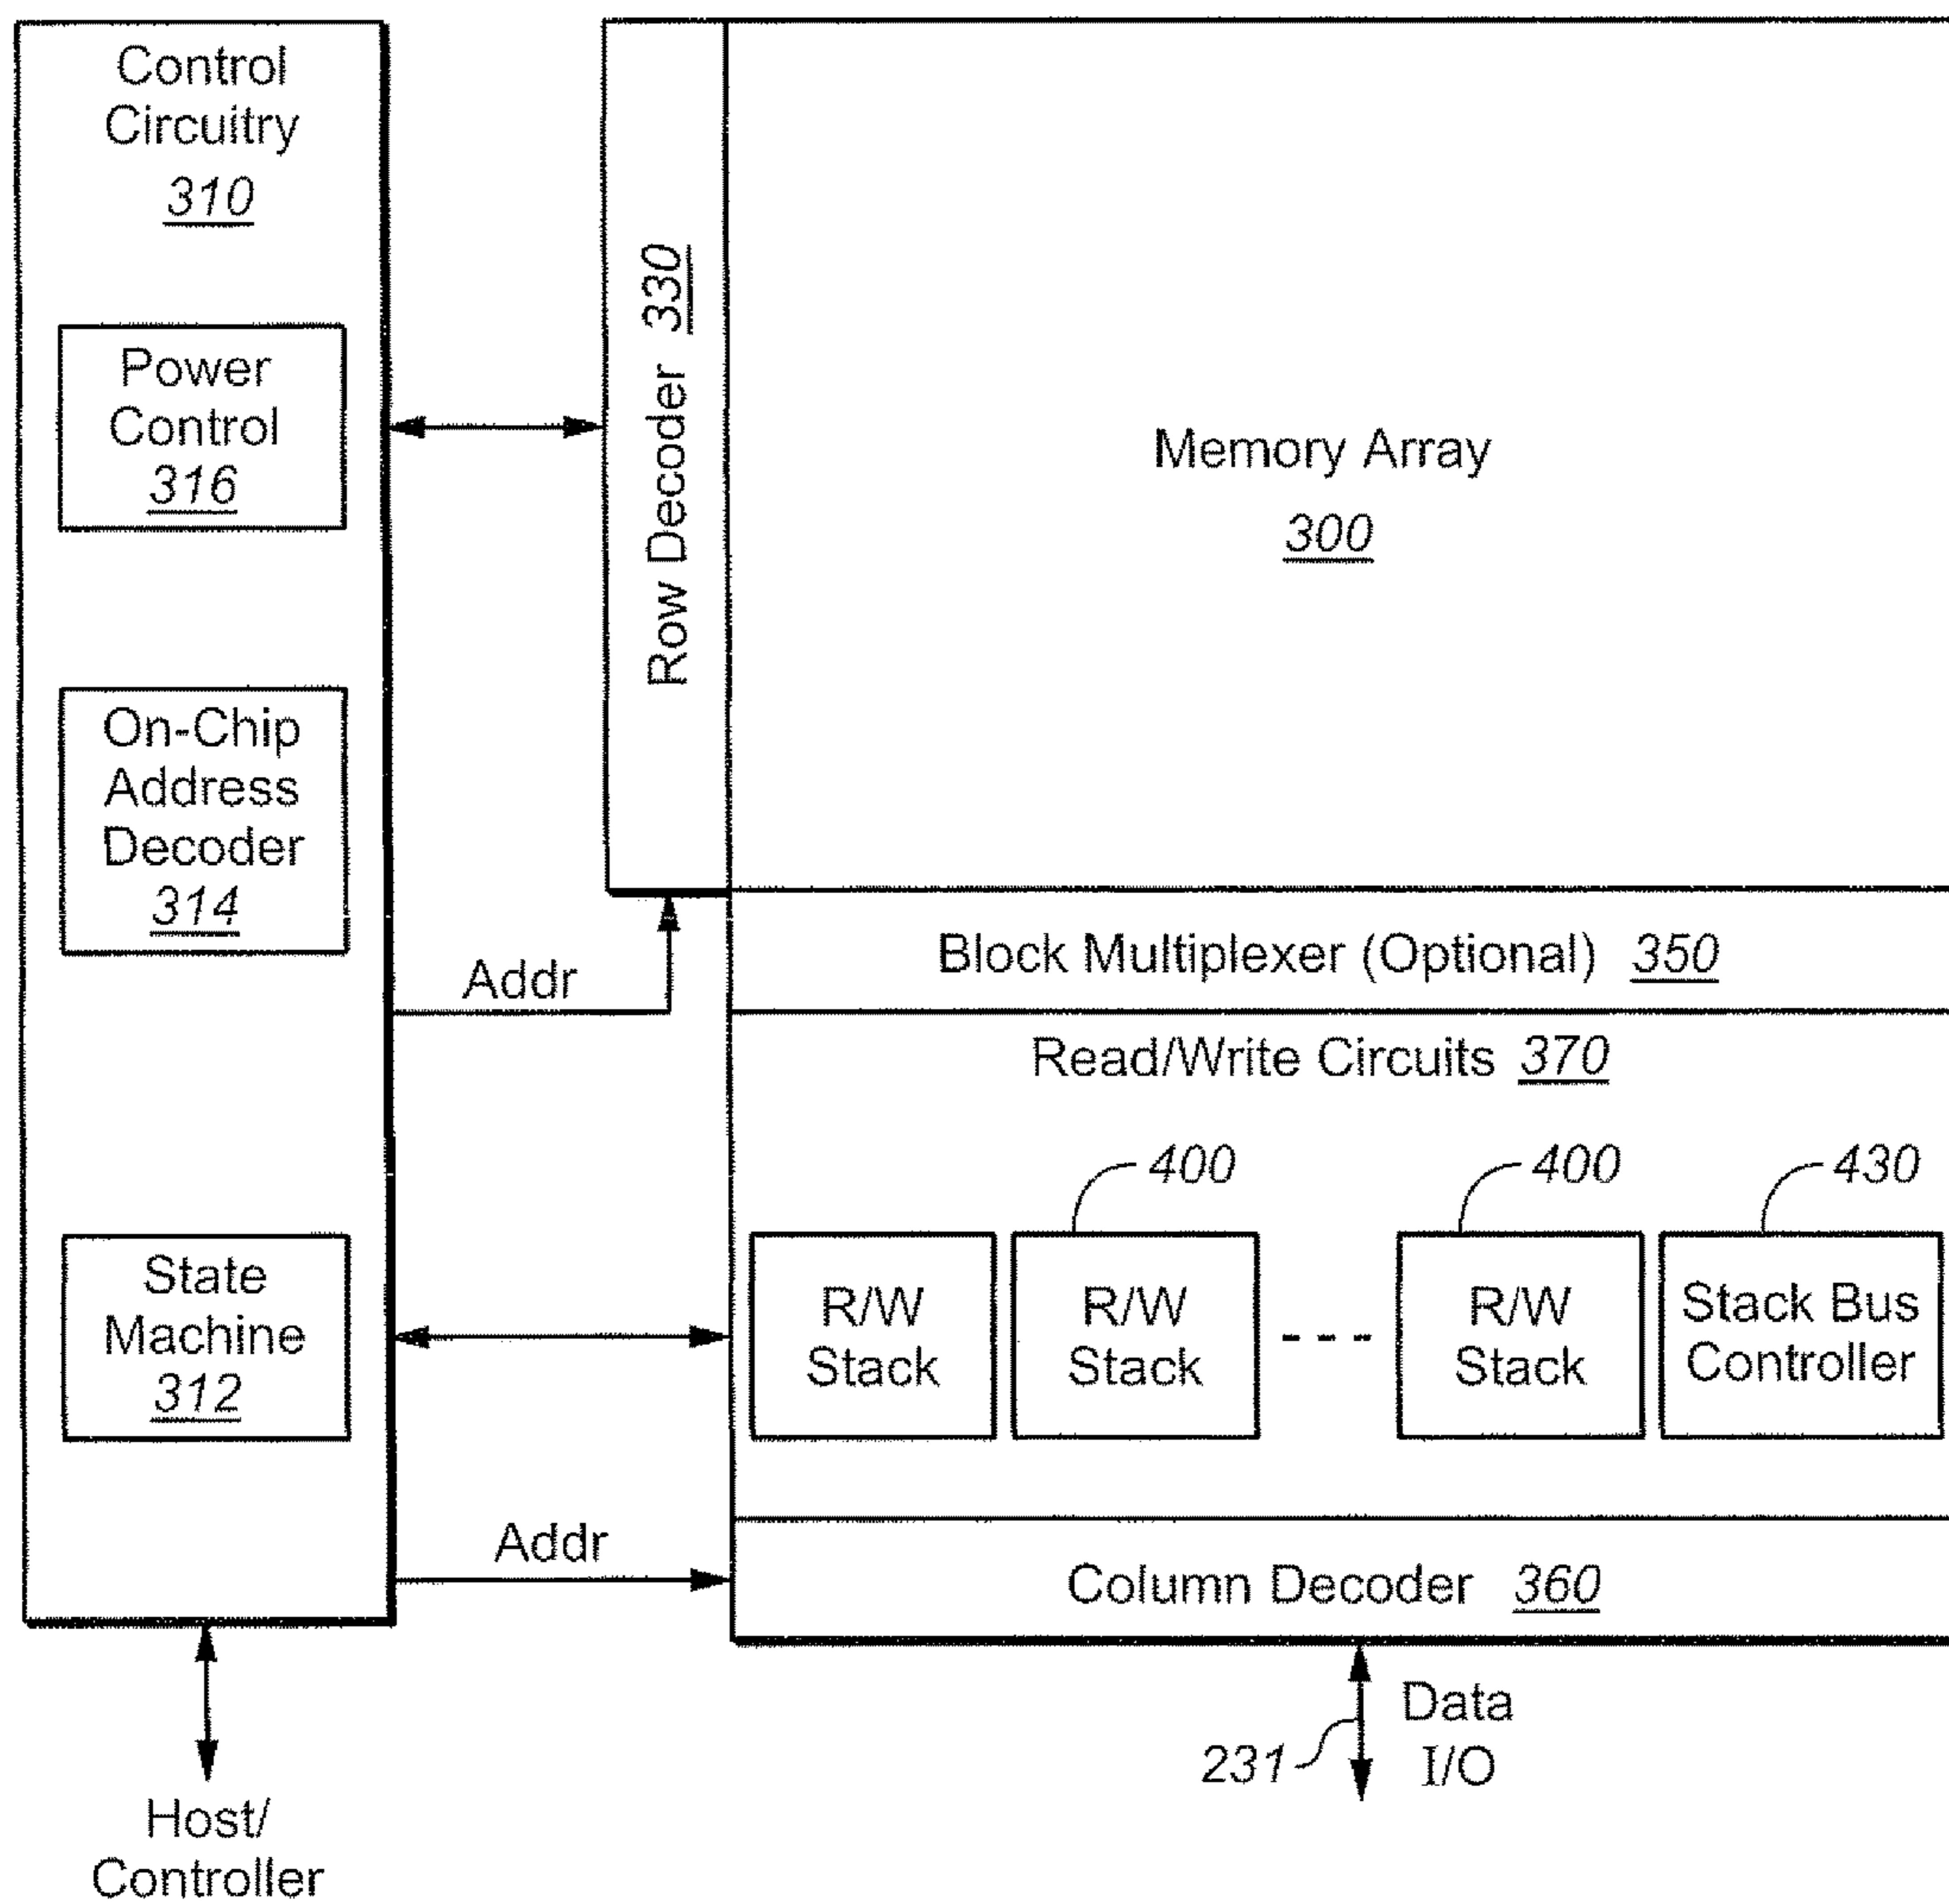 Control
Circuitry
310
Power
Control
316
On-Chip
Address
Decoder
314
State
Machine
312
Host/
Controller
Addr
Addr
Row Decoder 330
Memory Array
300
Block Multiplexer (Optional) 350
Read/Write Circuits 370
400
400
430
R/W
Stack
R/W
Stack
R/W
Stack
Stack Bus
Controller
Column Decoder 360
231
Data
I/O